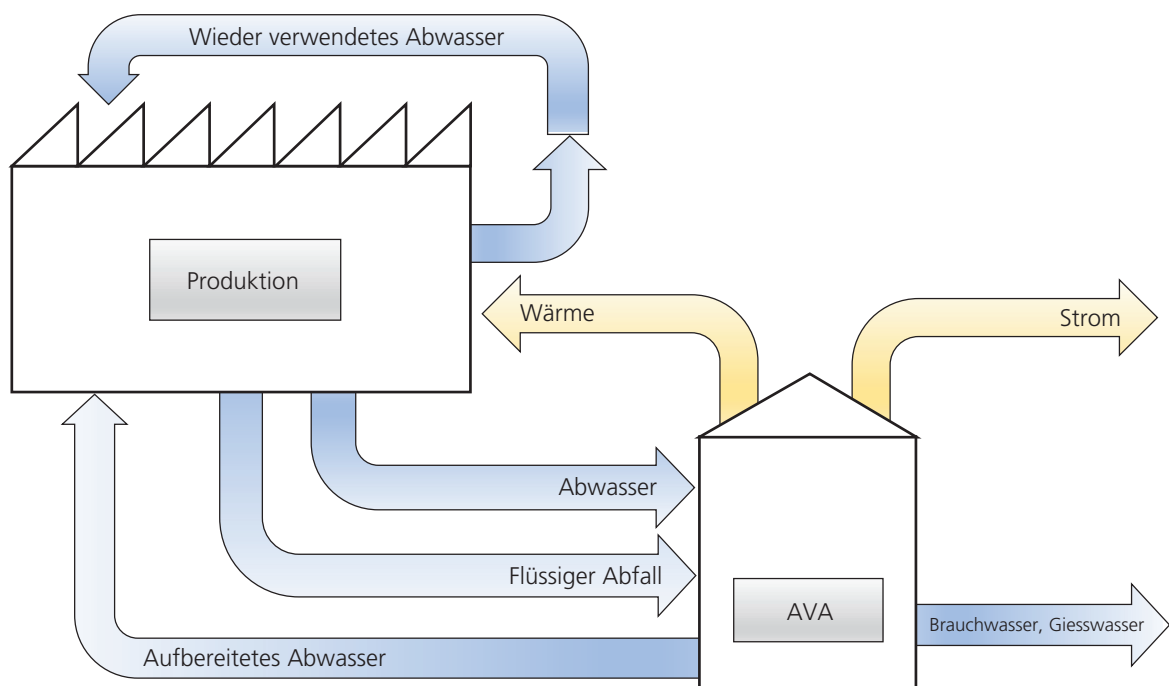 Wieder verwendetes Abwasser
Produktion
Wärme
Strom
Abwasser
Flüssiger Abfall
AVA
Brauchwasser, Giesswasser
Aufbereitetes Abwasser